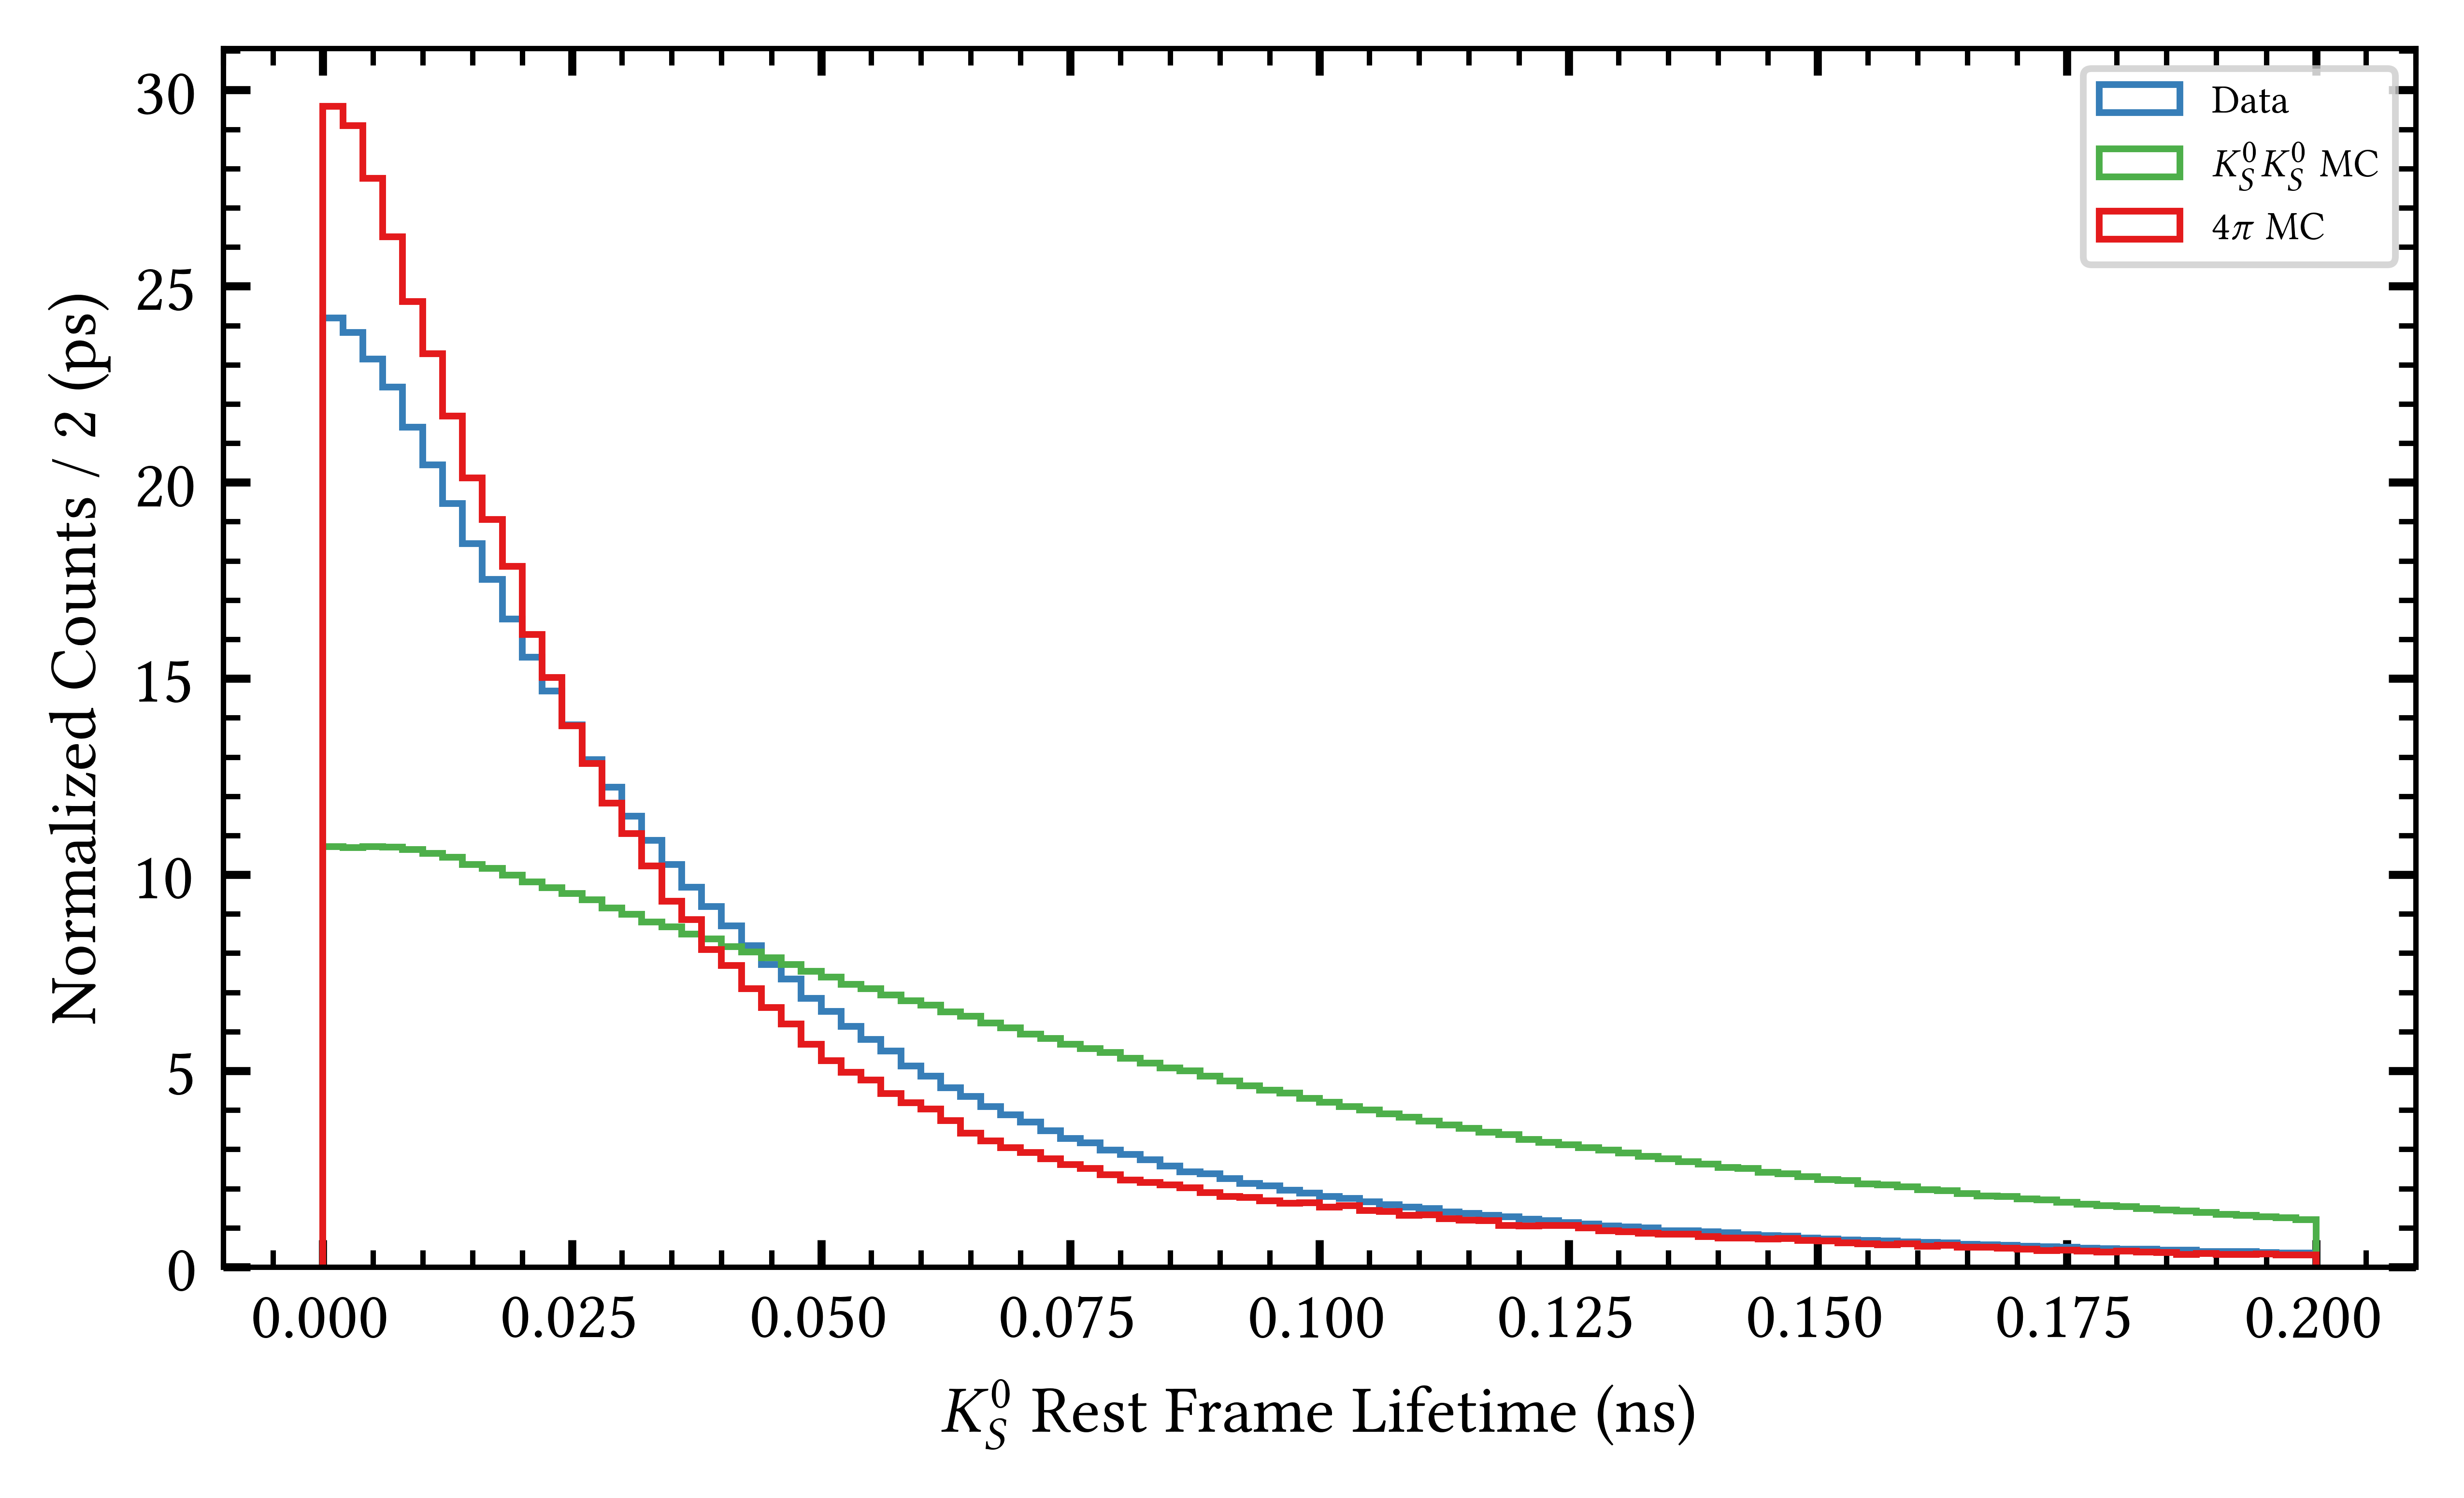 Normalized Counts / 2 (ps)
30
25
20
15
10
5
0
0.000 0.025 0.050 0.075 0.100 0.125 0.150 0.175 0.200
K_S^0 Rest Frame Lifetime (ns)
Data
K_S^0 K_S^0 MC
4π MC